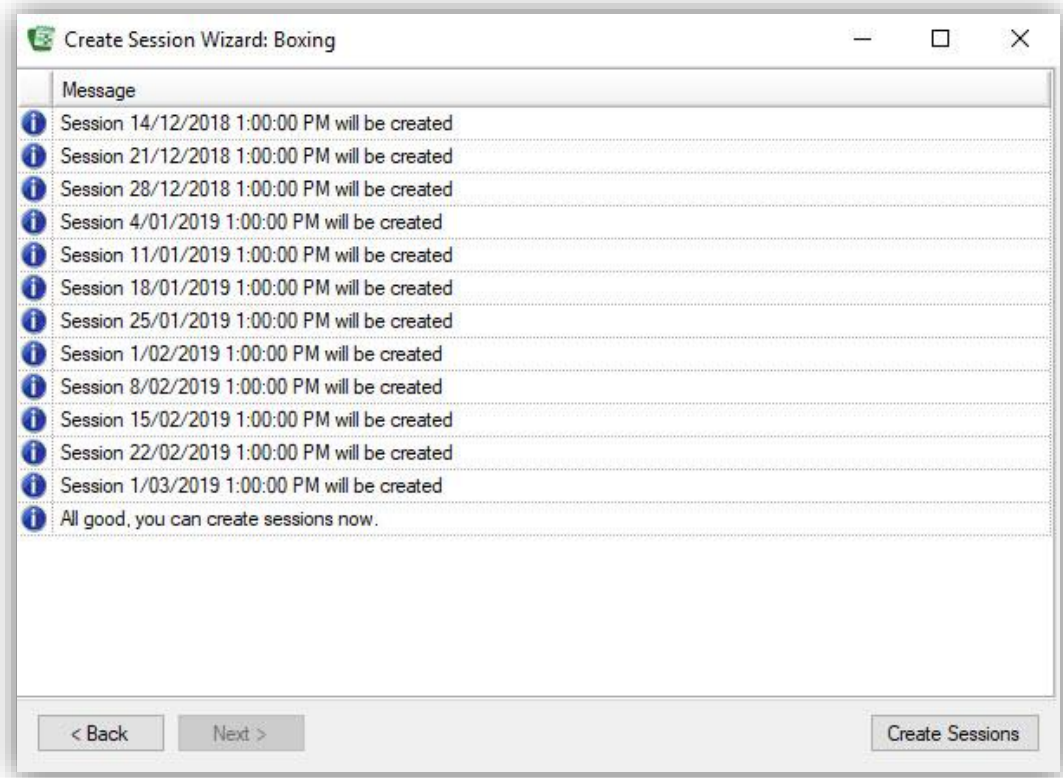 Create Session Wizard: Boxing
Message
Session 14/12/2018 1:00:00 PM will be created
Session 21/12/2018 1:00:00 PM will be created
Session 28/12/2018 1:00:00 PM will be created
Session 4/01/2019 1:00:00 PM will be created
Session 11/01/2019 1:00:00 PM will be created
Session 18/01/2019 1:00:00 PM will be created
Session 25/01/2019 1:00:00 PM will be created
Session 1/02/2019 1:00:00 PM will be created
Session 8/02/2019 1:00:00 PM will be created
Session 15/02/2019 1:00:00 PM will be created
Session 22/02/2019 1:00:00 PM will be created
Session 1/03/2019 1:00:00 PM will be created
All good, you can create sessions now.
< Back Next > Create Sessions